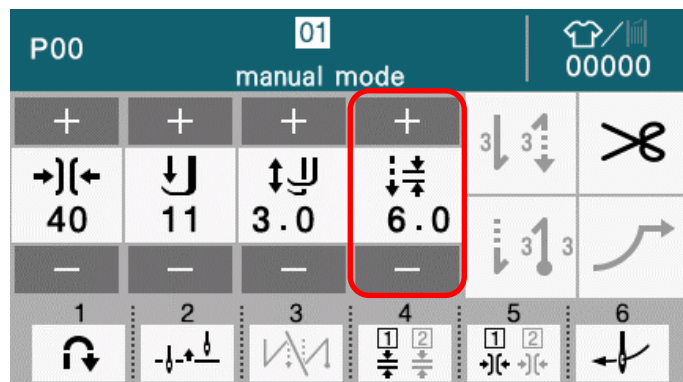 01
P00
manual mode
00000
+ + + +
40 11 3.0 6.0
3 3
3 3
− − − −
1 2 3 4 5 6
1 2 1 2